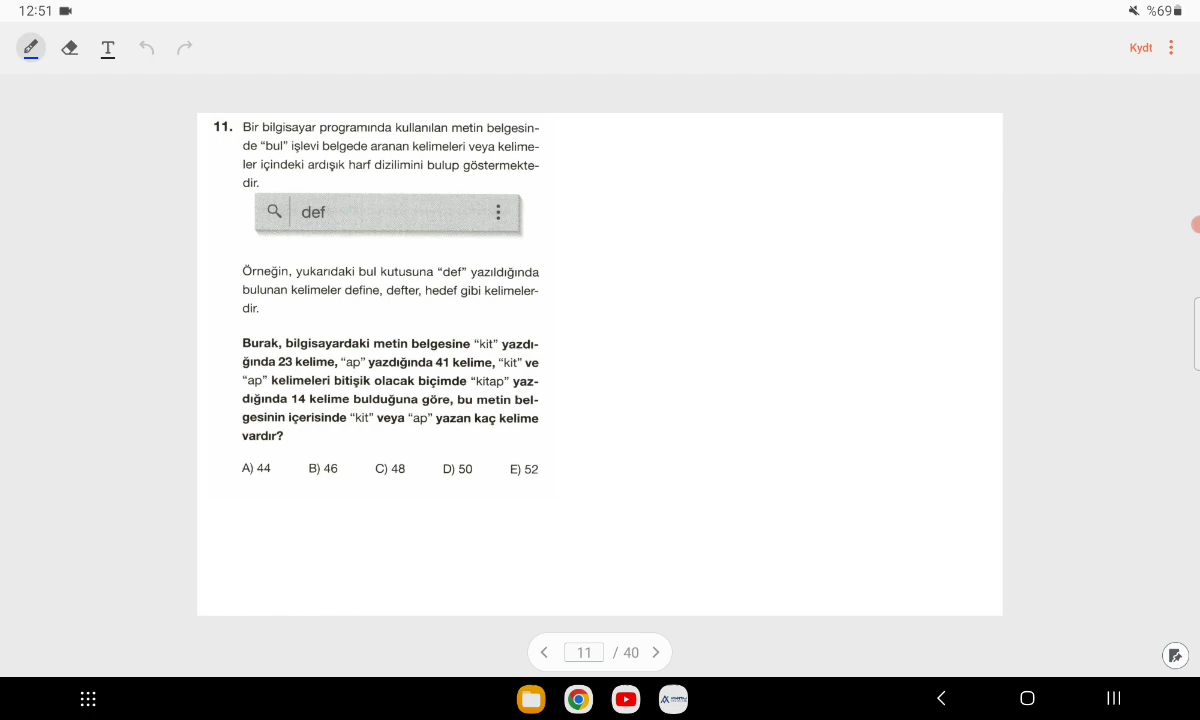 12:51
%69
T
Kydt
11. Bir bilgisayar programında kullanılan metin belgesin-
de “bul” işlevi belgede aranan kelimeleri veya kelime-
ler içindeki ardışık harf dizilimini bulup göstermekte-
dir.
def
Örneğin, yukarıdaki bul kutusuna “def” yazıldığında
bulunan kelimeler define, defter, hedef gibi kelimeler-
dir.
Burak, bilgisayardaki metin belgesine “kit” yazdı-
ğında 23 kelime, “ap” yazdığında 41 kelime, “kit” ve
“ap” kelimeleri bitişik olacak biçimde “kitap” yaz-
dığında 14 kelime bulduğuna göre, bu metin bel-
gesinin içerisinde “kit” veya “ap” yazan kaç kelime
vardır?
A) 44 B) 46 C) 48 D) 50 E) 52
11 / 40